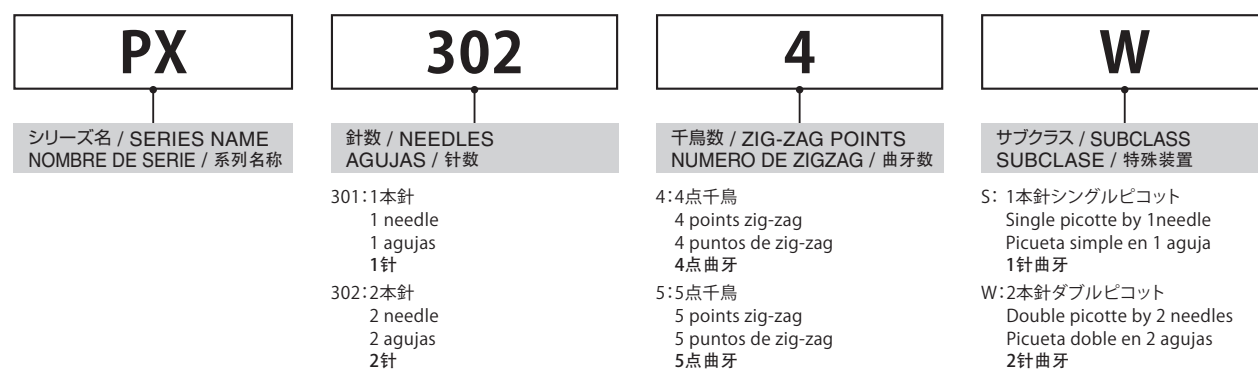 PX
シリーズ名 / SERIES NAME
NOMBRE DE SERIE / 系列名称
302
針数 / NEEDLES
AGUJAS / 针数
301：1本針
1 needle
1 agujas
1针
302：2本針
2 needle
2 agujas
2针
4
千鳥数 / ZIG-ZAG POINTS
NUMERO DE ZIGZAG / 曲牙数
4：4点千鳥
4 points zig-zag
4 puntos de zig-zag
4点曲牙
5：5点千鳥
5 points zig-zag
5 puntos de zig-zag
5点曲牙
W
サブクラス / SUBCLASS
SUBCLASE / 特殊装置
S： 1本針シングルピコット
Single picotte by 1needle
Picueta simple en 1 aguja
1针曲牙
W：2本針ダブルピコット
Double picotte by 2 needles
Picueta doble en 2 agujas
2针曲牙